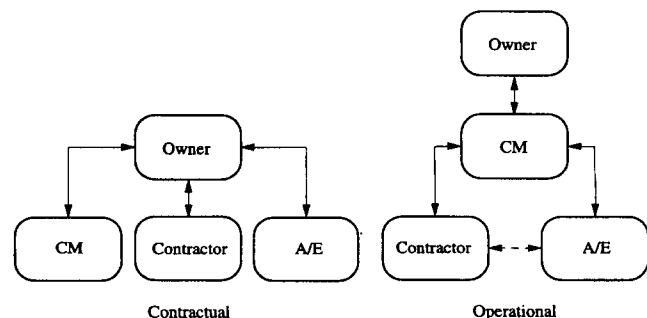 Owner
CM
Contractor
A/E
Contractual
Owner
CM
Contractor
A/E
Operational